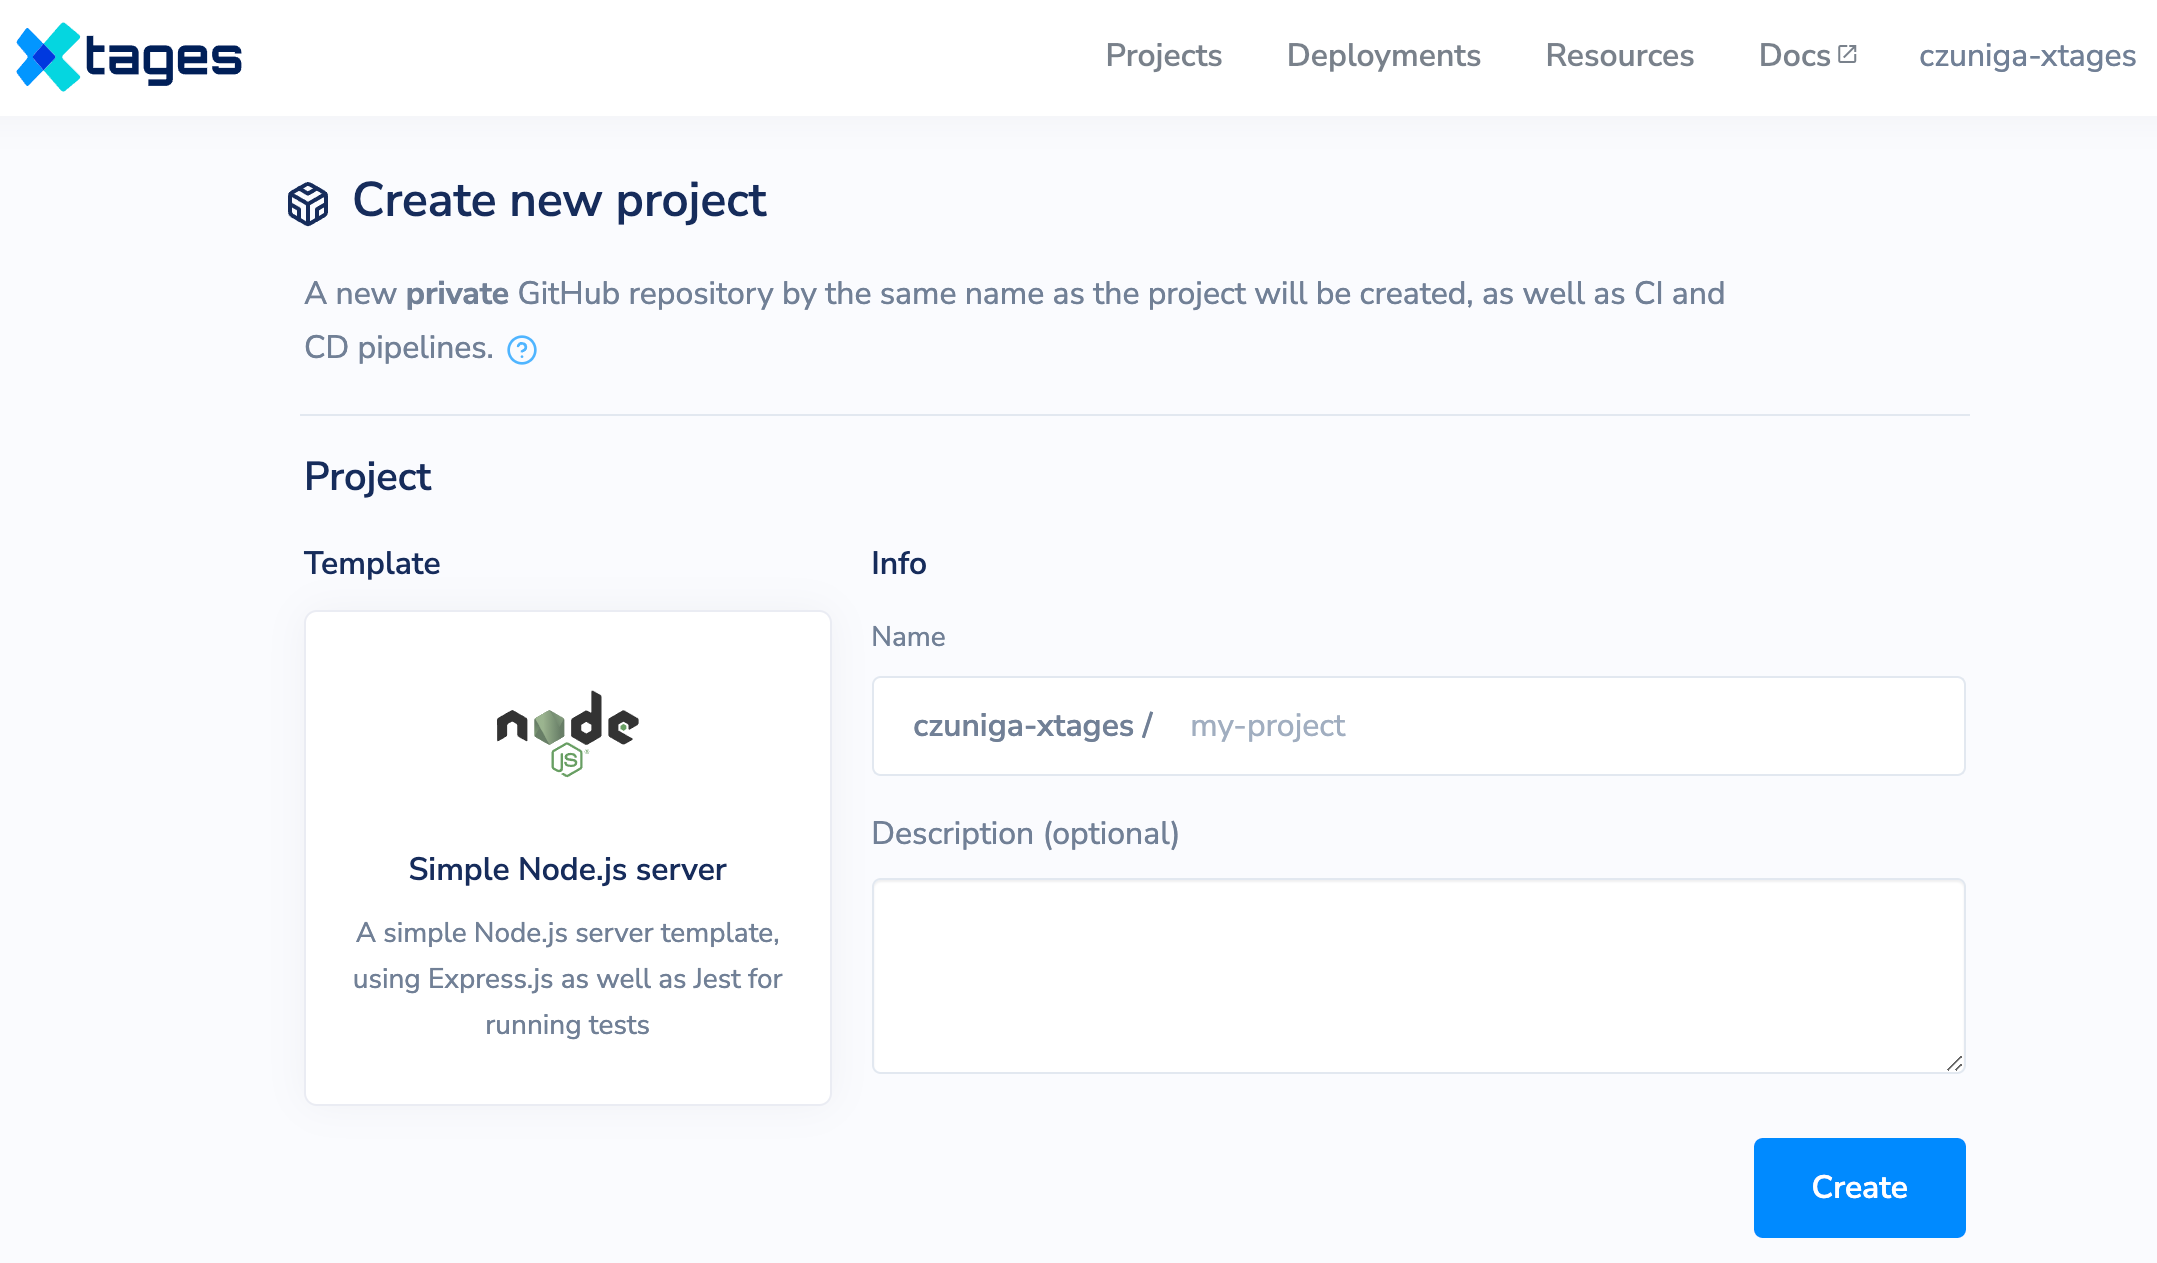 Xtages
Projects Deployments Resources Docs czuniga-xtages
Create new project
A new private GitHub repository by the same name as the project will be created, as well as CI and
CD pipelines. ?
Project
Template
node
JS
Simple Node.js server
A simple Node.js server template,
using Express.js as well as Jest for
running tests
Info
Name
czuniga-xtages / my-project
Description (optional)
Create